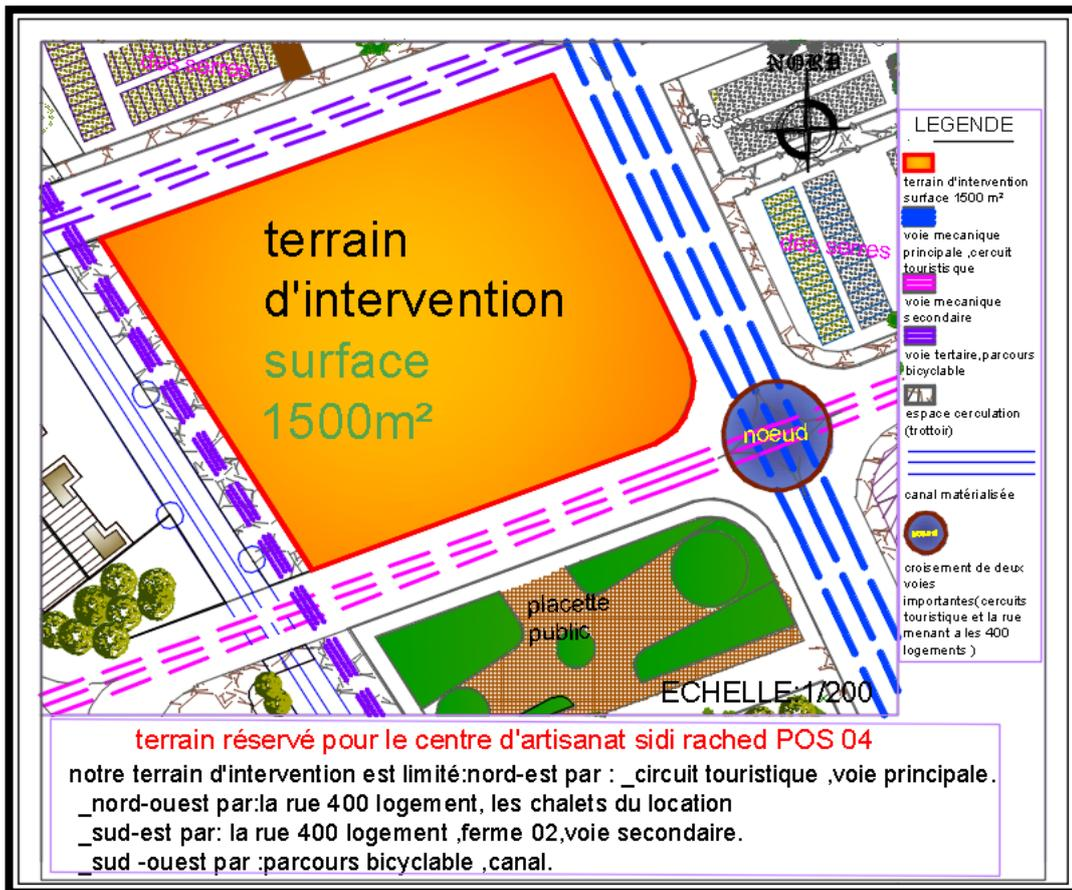 des serres
NORD
des se
des serres
terrain
d'intervention
surface
1500m²
noeud
placette
public
ECHELLE:1/200
LEGENDE
terrain d'intervention
surface 1500 m²
voie mecanique
principale ,cercuit
touristique
voie mecanique
secondaire
voie tertaire,parcours
bicyclable
espace cerculation
(trottoir)
canal matérialisée
noeud
croisement de deux
voies
importantes(cercuits
touristique et la rue
menant a les 400
logements )
terrain réservé pour le centre d'artisanat sidi rached POS 04
notre terrain d'intervention est limité:nord-est par : _circuit touristique ,voie principale.
_nord-ouest par:la rue 400 logement, les chalets du location
_sud-est par: la rue 400 logement ,ferme 02,voie secondaire.
_sud -ouest par :parcours bicyclable ,canal.